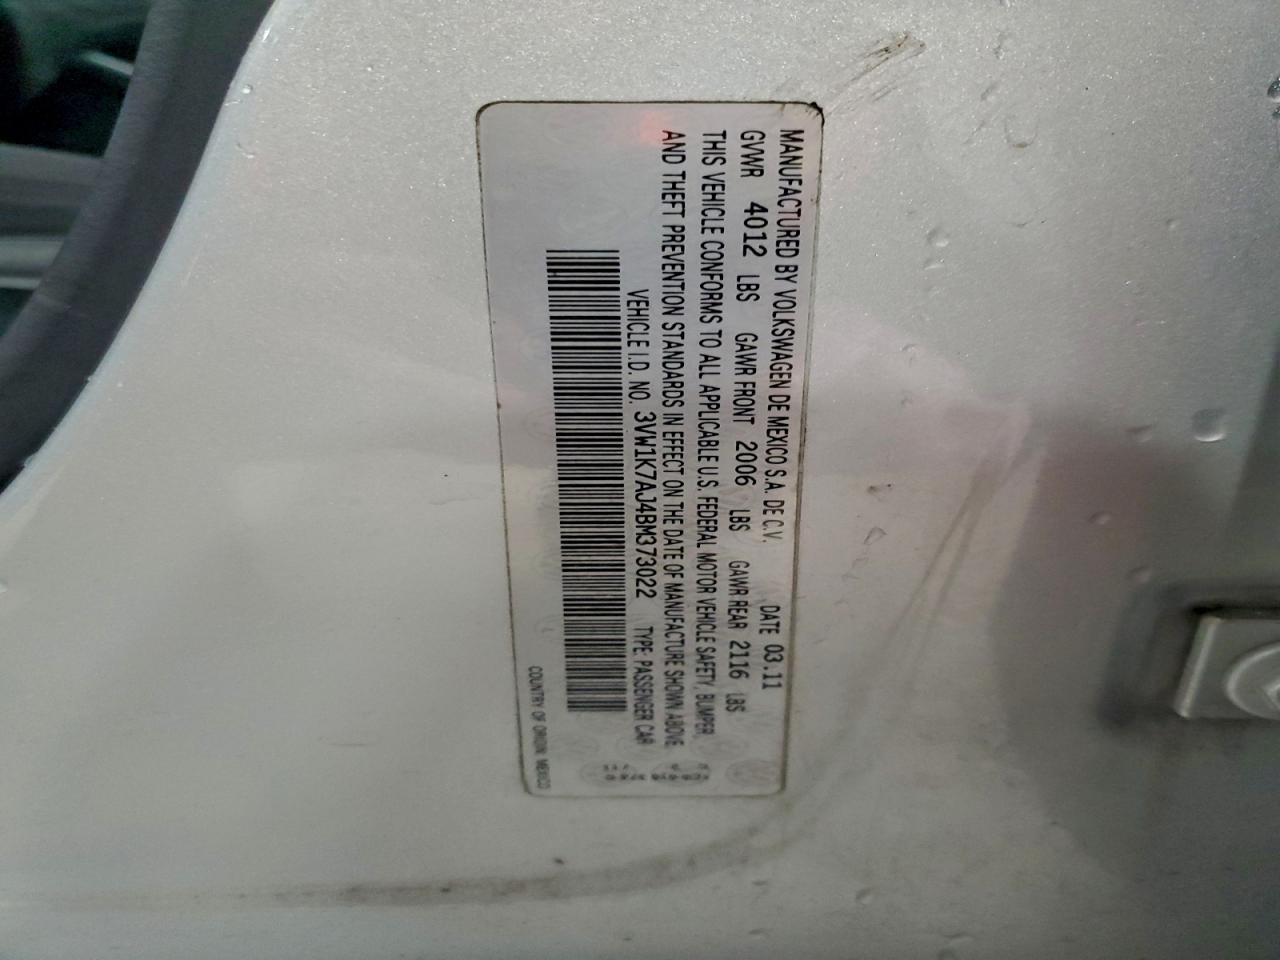 MANUFACTURED BY VOLKSWAGEN DE MEXICO S.A. DE C.V. DATE 03.11
GVWR 4012 LBS GAWR FRONT 2006 LBS GAWR REAR 2116 LBS
THIS VEHICLE CONFORMS TO ALL APPLICABLE U.S. FEDERAL MOTOR VEHICLE SAFETY, BUMPER,
AND THEFT PREVENTION STANDARDS IN EFFECT ON THE DATE OF MANUFACTURE SHOWN ABOVE.
VEHICLE I.D. NO. 3VW1K7AJ4BM373022 TYPE: PASSENGER CAR
COUNTRY OF ORIGIN: MEXICO